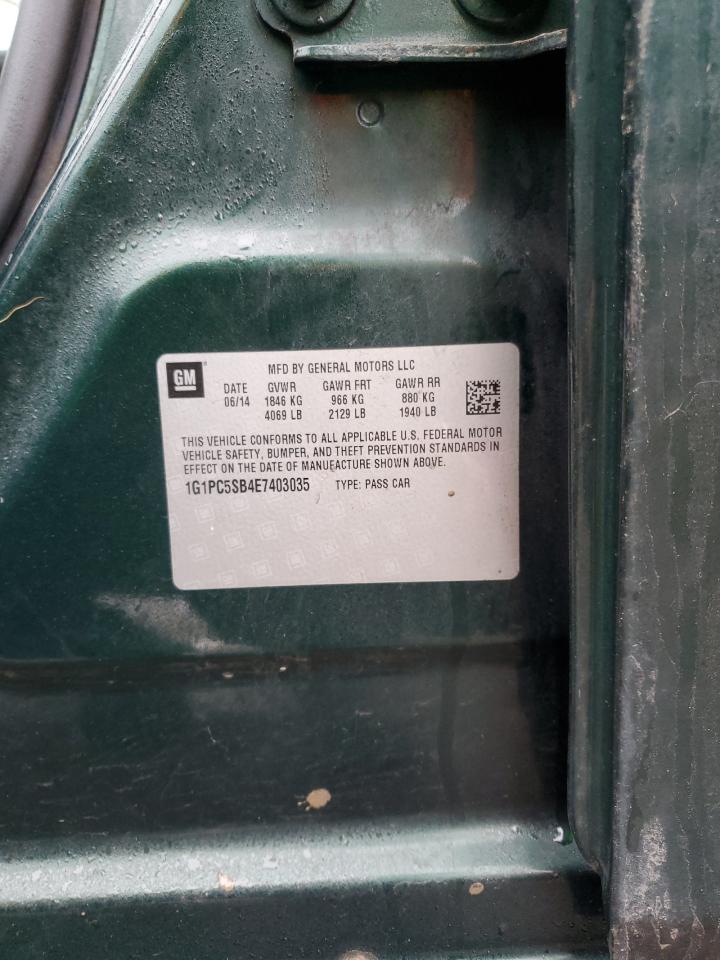 GM ®
MFD BY GENERAL MOTORS LLC
DATE GVWR GAWR FRT GAWR RR
06/14 1846 KG 966 KG 880 KG
4069 LB 2129 LB 1940 LB
THIS VEHICLE CONFORMS TO ALL APPLICABLE U.S. FEDERAL MOTOR
VEHICLE SAFETY, BUMPER, AND THEFT PREVENTION STANDARDS IN
EFFECT ON THE DATE OF MANUFACTURE SHOWN ABOVE.
1G1PC5SB4E7403035 TYPE: PASS CAR